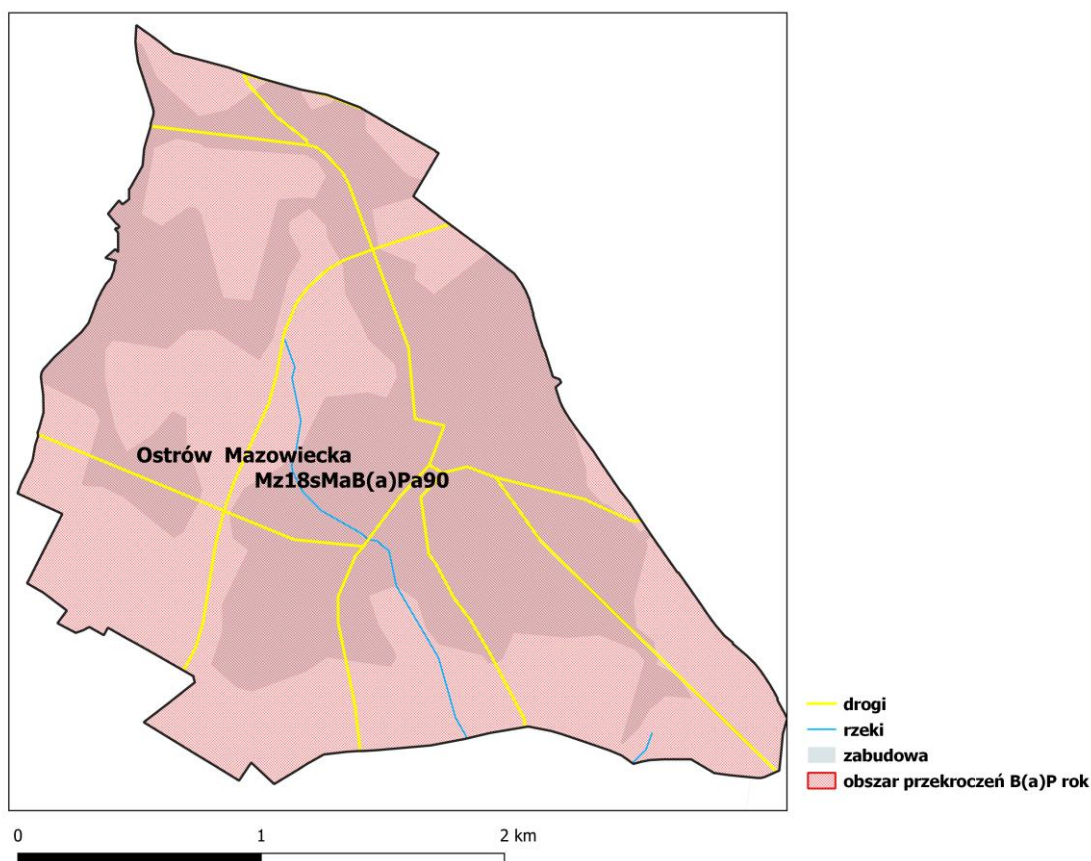 Ostrów Mazowiecka
Mz18sMaB(a)Pa90
drogi
rzeki
zabudowa
obszar przekroczeń B(a)P rok
0 1 2 km